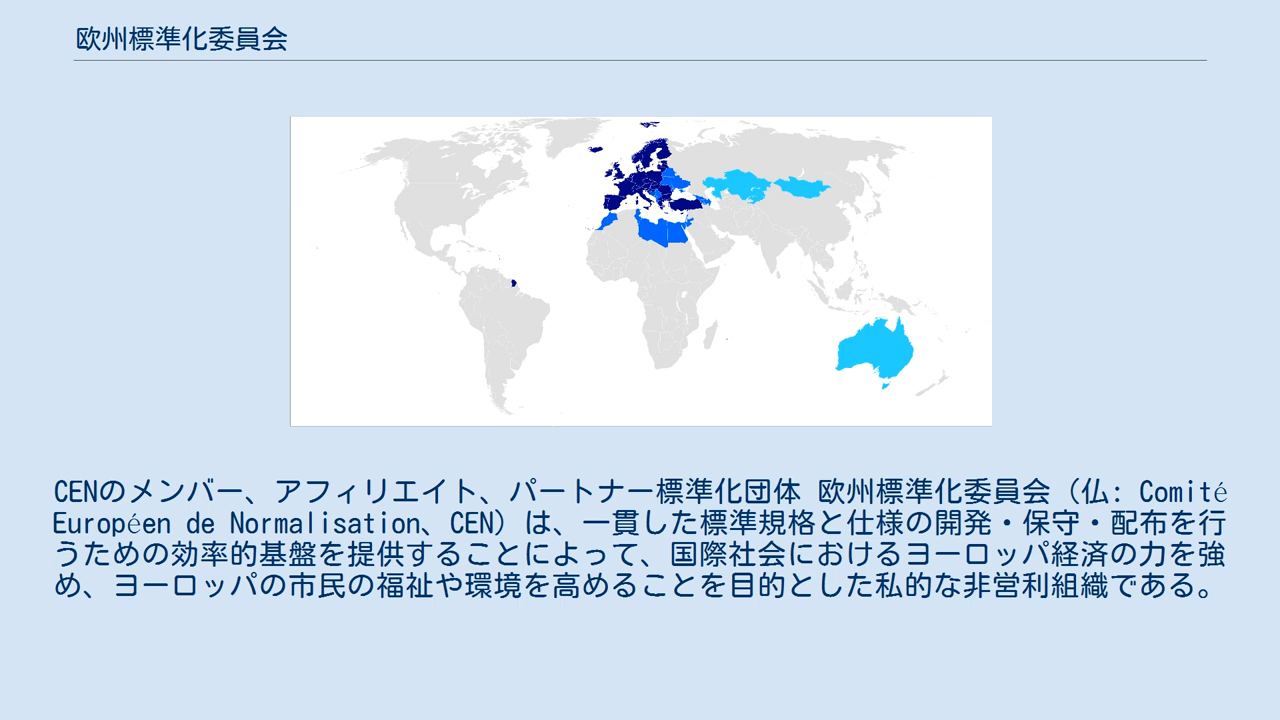 欧州標準化委員会
CENのメンバー、アフィリエイト、パートナー標準化団体 欧州標準化委員会（仏: Comité
Européen de Normalisation、CEN）は、一貫した標準規格と仕様の開発・保守・配布を行
うための効率的基盤を提供することによって、国際社会におけるヨーロッパ経済の力を強
め、ヨーロッパの市民の福祉や環境を高めることを目的とした私的な非営利組織である。